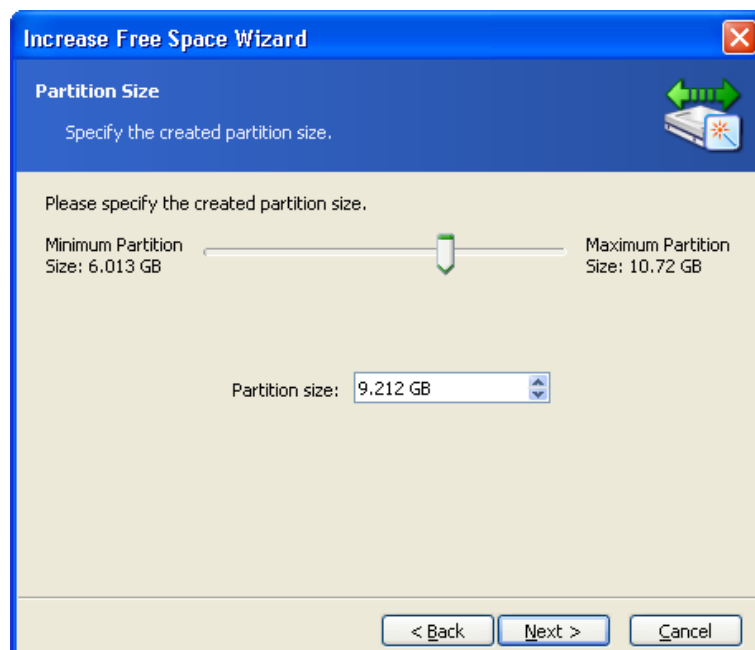 Increase Free Space Wizard
Partition Size
Specify the created partition size.
Please specify the created partition size.
Minimum Partition
Size: 6.013 GB
Maximum Partition
Size: 10.72 GB
Partition size: 9.212 GB
< Back Next > Cancel